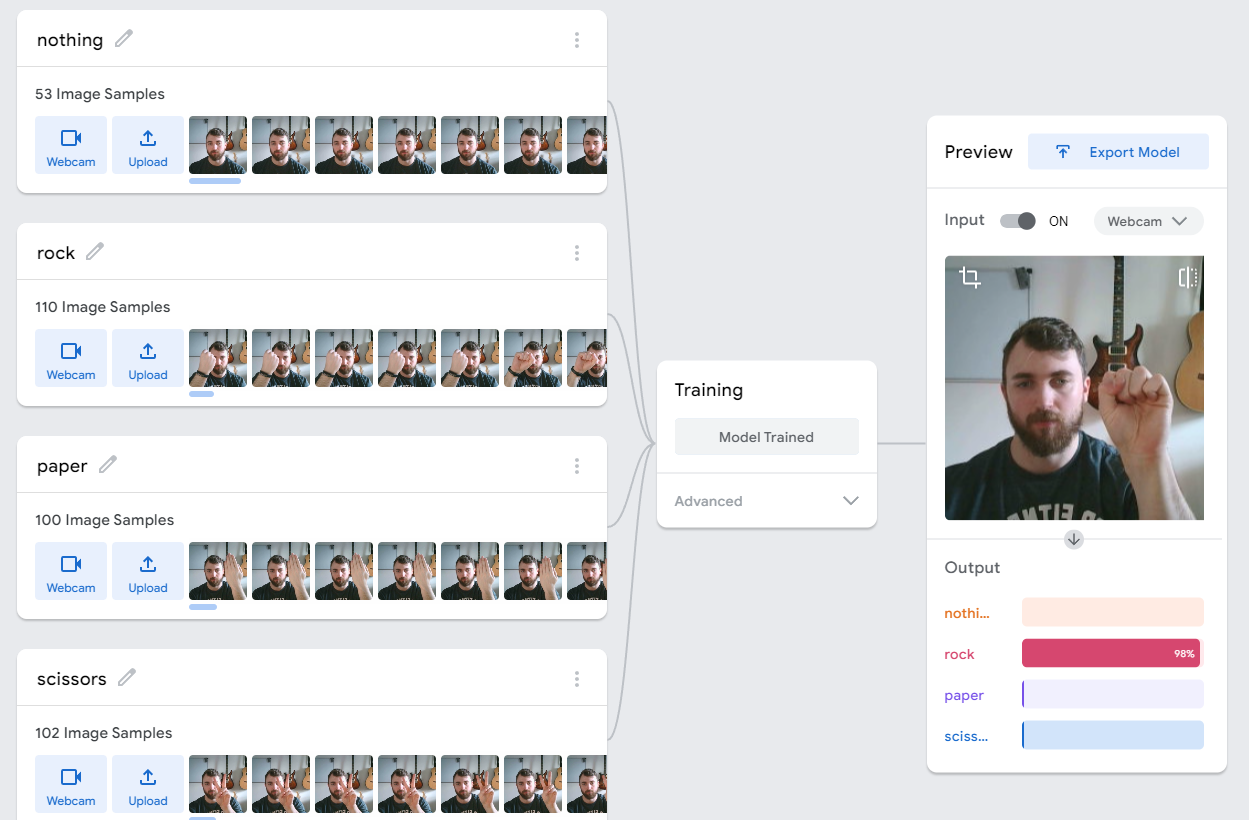 nothing
53 Image Samples
Webcam
Upload
rock
110 Image Samples
Webcam
Upload
paper
100 Image Samples
Webcam
Upload
scissors
102 Image Samples
Webcam
Upload
Training
Model Trained
Advanced
Preview
Export Model
Input
ON
Webcam
Output
nothi...
rock
98%
paper
sciss...